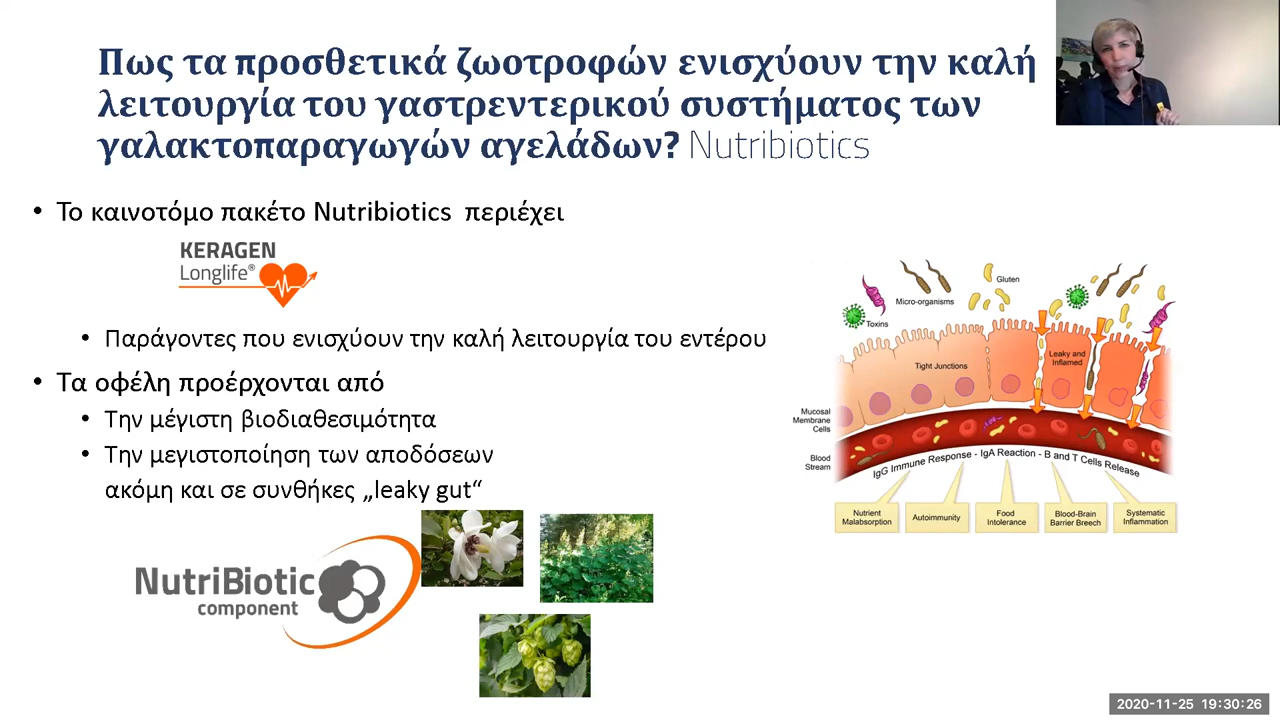 Πως τα προσθετικά ζωοτροφών ενισχύουν την καλή
λειτουργία του γαστρεντερικού συστήματος των
γαλακτοπαραγωγών αγελάδων? Nutribiotics
• Το καινοτόμο πακέτο Nutribiotics περιέχει
KERAGEN
Longlife®
• Παράγοντες που ενισχύουν την καλή λειτουργία του εντέρου
• Τα οφέλη προέρχονται από
• Την μέγιστη βιοδιαθεσιμότητα
• Την μεγιστοποίηση των αποδόσεων
ακόμη και σε συνθήκες „leaky gut“
NutriBiotic
component
Gluten
Micro-organisms
Toxins
Leaky and
Inflamed
Tight Junctions
Mucosal
Membrane
Cells
Blood
Stream
IgG Immune Response - IgA Reaction - B and T Cells Release
Nutrient
Malabsorption
Autoimmunity
Food
Intolerance
Blood-Brain
Barrier Breech
Systematic
Inflammation
2020-11-25 19:30:26